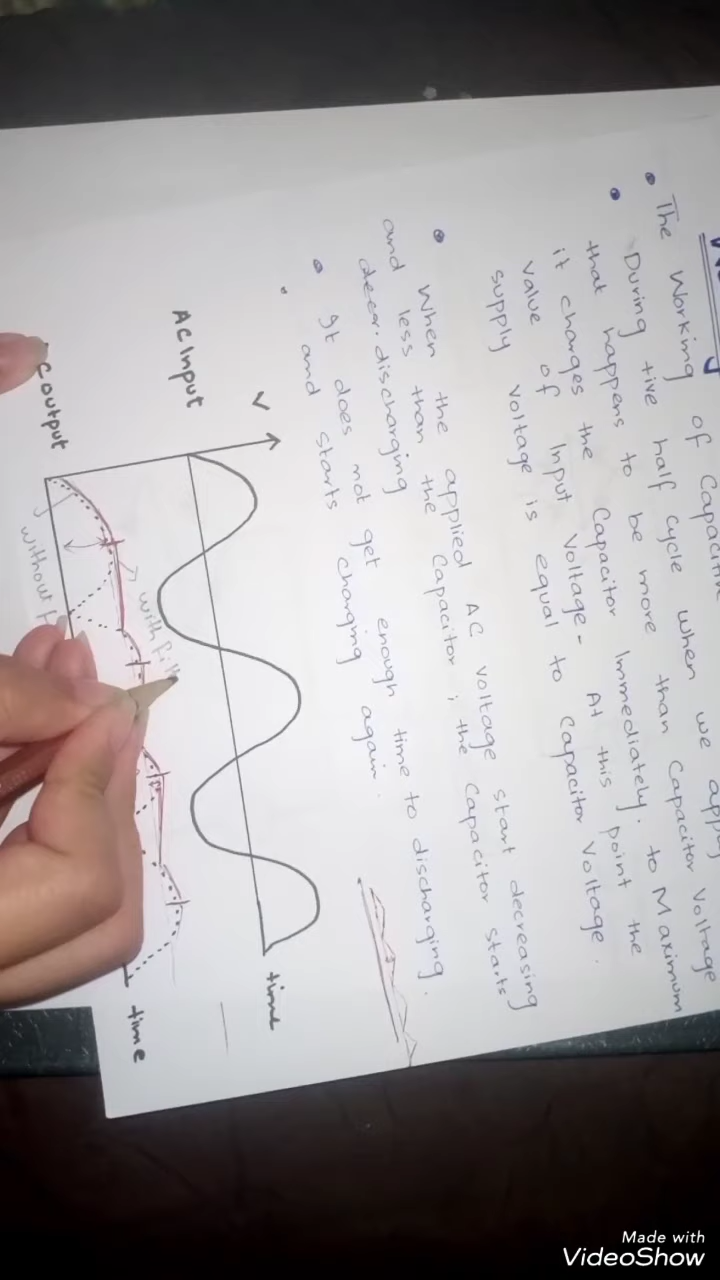 The Working of Capacitive
During tive half cycle when we apply
that happens to be more than Capacitor Voltage
it charges the Capacitor Immediately. to Maximum
value of Input Voltage- At this point the
supply voltage is equal to Capacitor Voltage.
When the applied AC voltage start decreasing
and less than the Capacitor ; the Capacitor starts
discharging
It does not get enough time to discharging.
and starts charging again.
V
AC Input
time
output
with
without
time
Made with
VideoShow